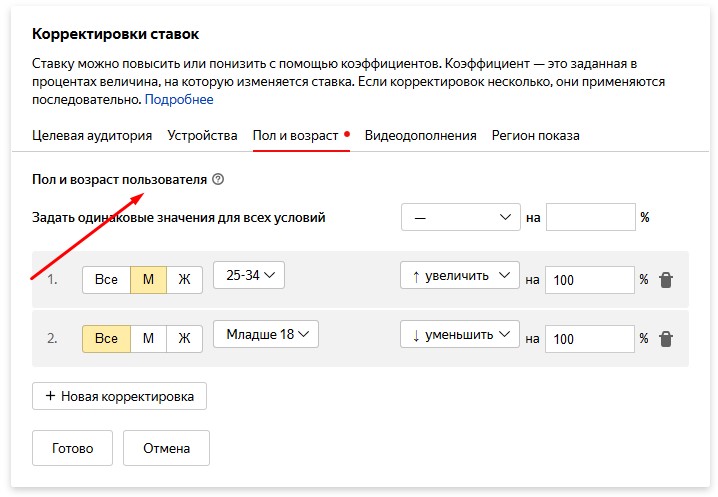 Корректировки ставок
Ставку можно повысить или понизить с помощью коэффициентов. Коэффициент — это заданная в
процентах величина, на которую изменяется ставка. Если корректировок несколько, они применяются
последовательно. Подробнее
Целевая аудитория Устройства Пол и возраст Видеодополнения Регион показа
Пол и возраст пользователя ?
Задать одинаковые значения для всех условий — на %
1. Все М Ж 25-34 ↑ увеличить на 100 %
2. Все М Ж Младше 18 ↓ уменьшить на 100 %
+ Новая корректировка
Готово Отмена